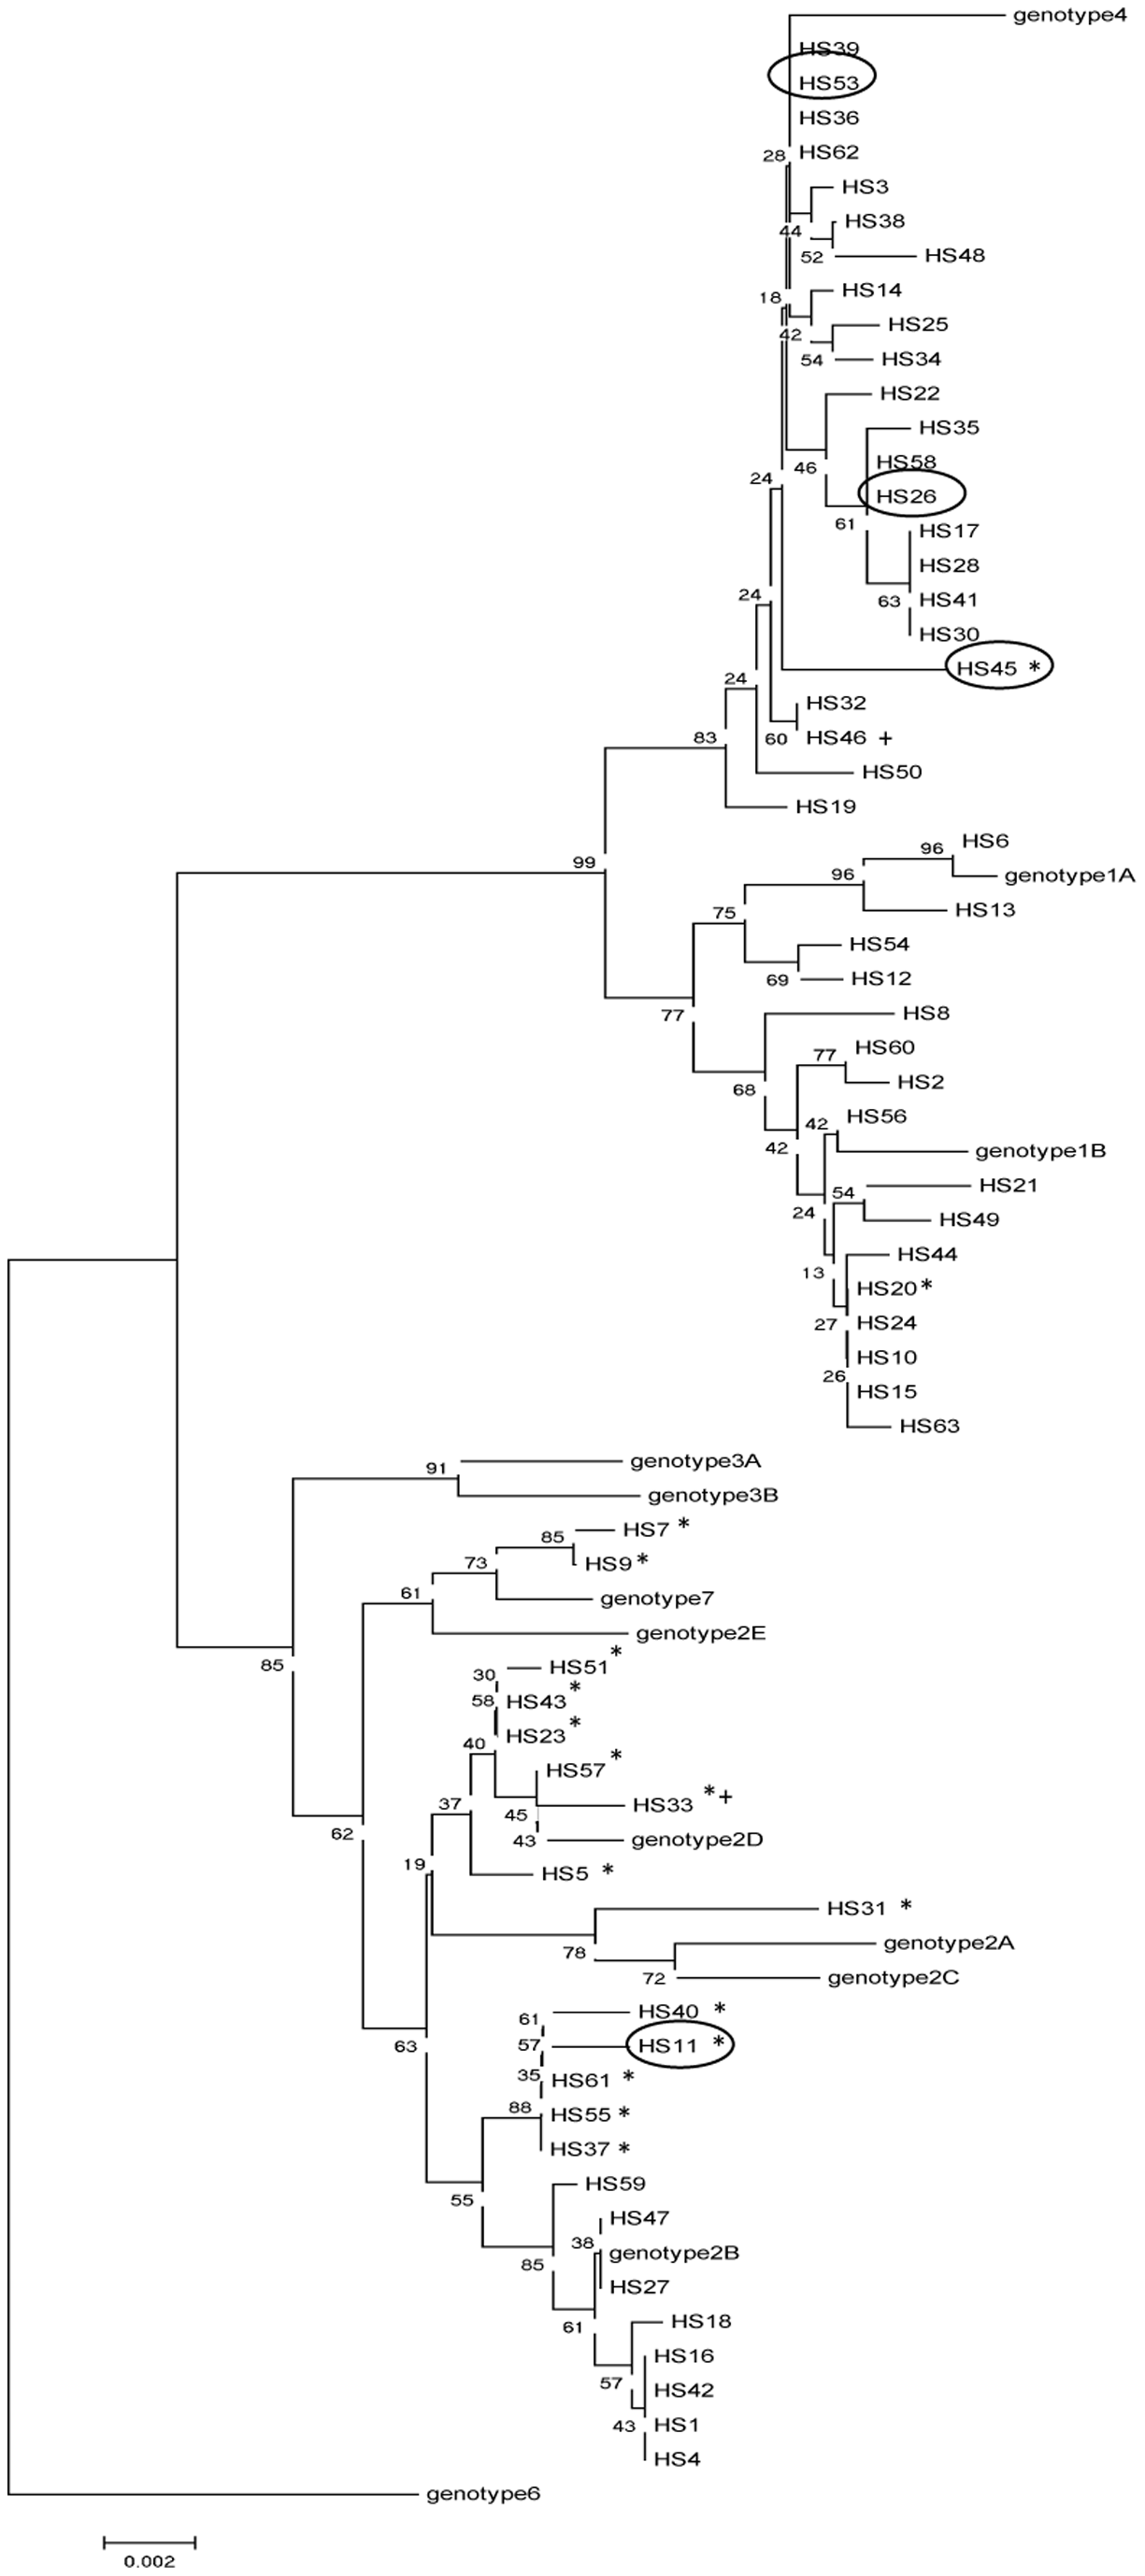 genotype4
HS39
HS53
HS36
28 HS62
HS3
HS38
44
52 HS48
HS14
18
HS25
42
54 HS34
HS22
HS35
HS58
46
24
HS26
61
HS17
HS28
24
63 HS41
HS30
HS45 *
24
HS32
83 60 HS46 +
HS50
HS19
HS6
96
99 96 genotype1A
75 HS13
HS54
69 HS12
77 HS8
77 HS60
68 HS2
42 HS56
42 genotype1B
54 HS21
24 HS49
HS44
13
HS20*
27 HS24
HS10
26
HS15
HS63
91 genotype3A
genotype3B
85 HS7 *
73 HS9 *
61 genotype7
genotype2E
85
30 HS51 *
58 HS43 *
HS23 *
40
HS57 *
37 45 HS33 *+
62 43 genotype2D
19 HS5 *
HS31 *
78 genotype2A
72 genotype2C
61 HS40 *
63 57 HS11 *
35 HS61 *
88 HS55 *
HS37 *
55 HS59
HS47
38
85 genotype2B
HS27
61 HS18
57 HS16
HS42
43 HS1
HS4
genotype6
0.002